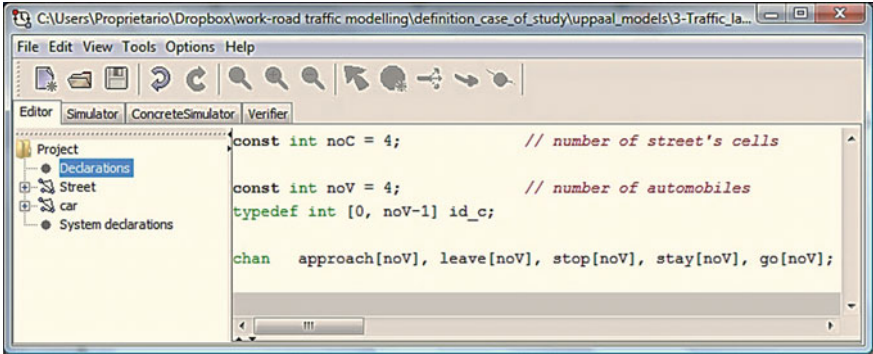 C:\Users\Proprietario\Dropbox\work-road traffic modelling\definition_case_of_study\uppaal_models\3-Traffic_la...
File Edit View Tools Options Help
Editor Simulator ConcreteSimulator Verifier
Project
Declarations
Street
car
System declarations
const int noC = 4; // number of street's cells
const int noV = 4; // number of automobiles
typedef int [0, noV-1] id_c;
chan approach[noV], leave[noV], stop[noV], stay[noV], go[noV];